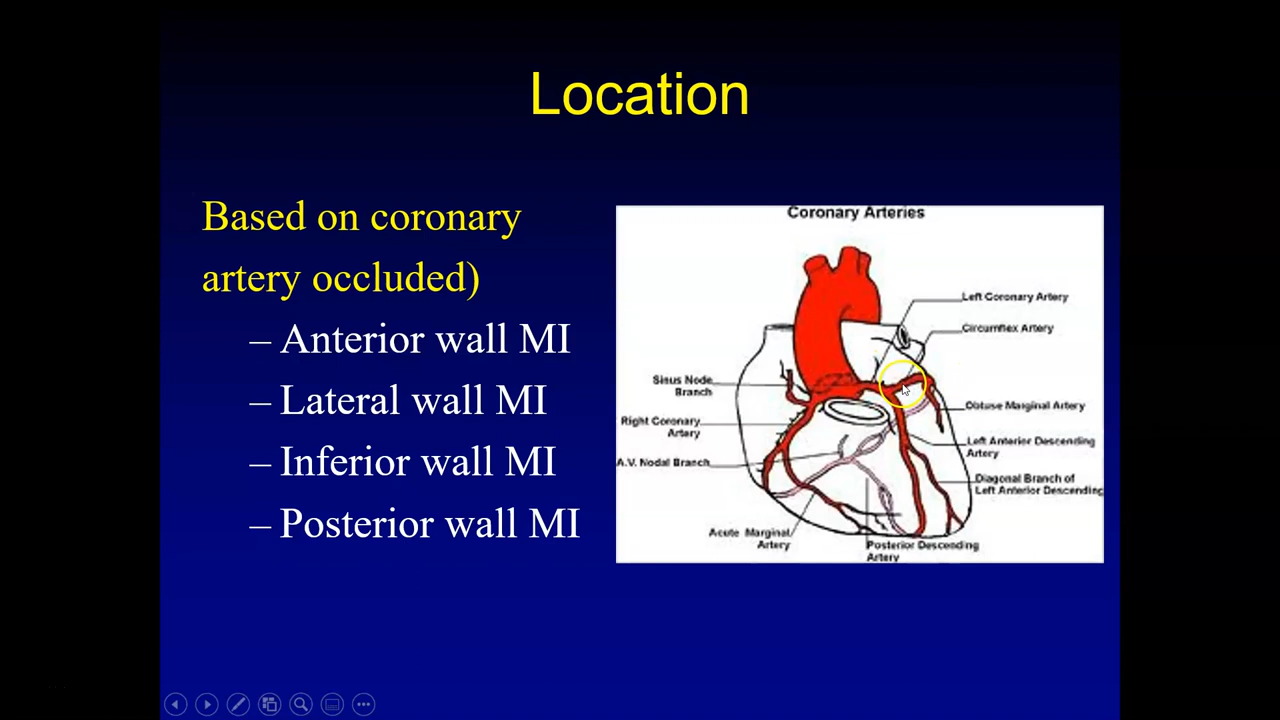 Location
Based on coronary
artery occluded)
– Anterior wall MI
– Lateral wall MI
– Inferior wall MI
– Posterior wall MI
Coronary Arteries
Left Coronary Artery
Circumflex Artery
Sinus Node
Branch
Obtuse Marginal Artery
Right Coronary
Artery
Left Anterior Descending
Artery
A.V. Nodal Branch
Diagonal Branch of
Left Anterior Descending
Acute Marginal
Artery
Posterior Descending
Artery